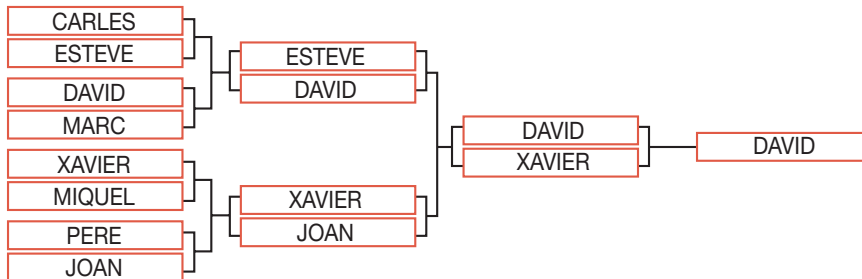 CARLES
ESTEVE
DAVID
MARC
XAVIER
MIQUEL
PERE
JOAN
ESTEVE
DAVID
XAVIER
JOAN
DAVID
XAVIER
DAVID